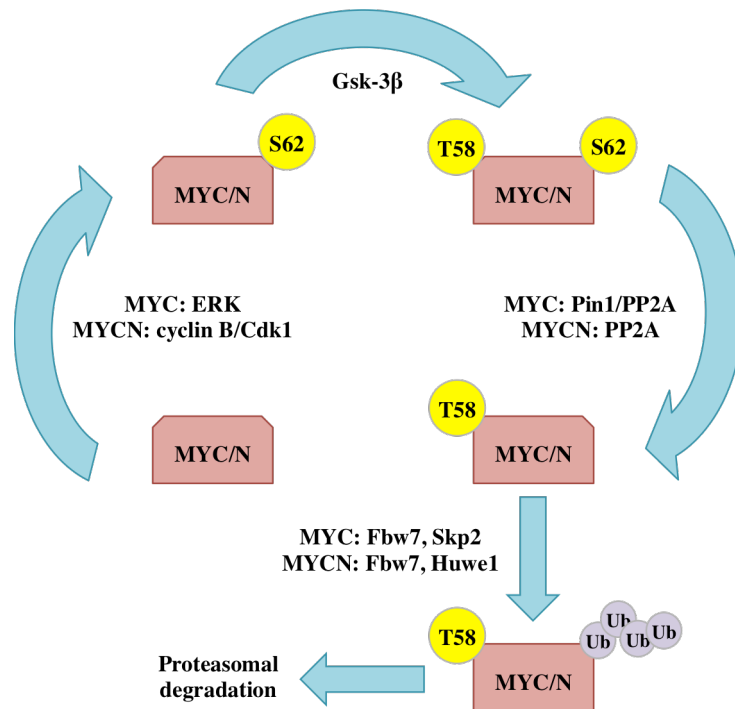 Gsk-3β
S62
MYC/N
T58
S62
MYC/N
MYC: ERK
MYCN: cyclin B/Cdk1
MYC: Pin1/PP2A
MYCN: PP2A
MYC/N
T58
MYC/N
MYC: Fbw7, Skp2
MYCN: Fbw7, Huwe1
T58
MYC/N
Ub
Ub
Ub
Ub
Proteasomal
degradation